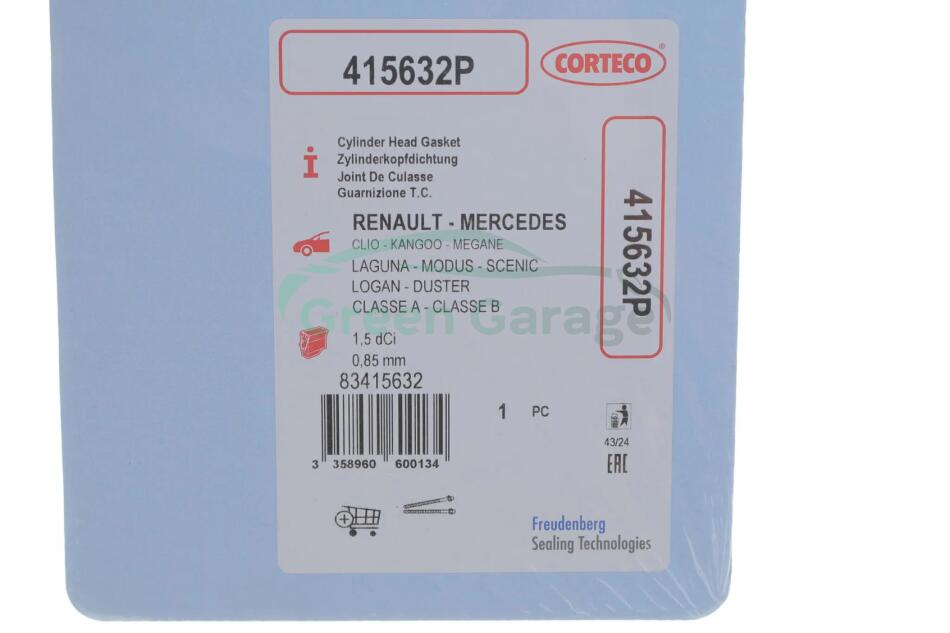 415632P
CORTECO®
Cylinder Head Gasket
Zylinderkopfdichtung
Joint De Culasse
Guarnizione T.C.
RENAULT - MERCEDES
CLIO - KANGOO - MEGANE
LAGUNA - MODUS - SCENIC
LOGAN - DUSTER
CLASSE A - CLASSE B
Green Garage
415632P
1,5 dCi
0,85 mm
83415632
3 358960 600134
1 PC
43/24
EAC
Freudenberg
Sealing Technologies